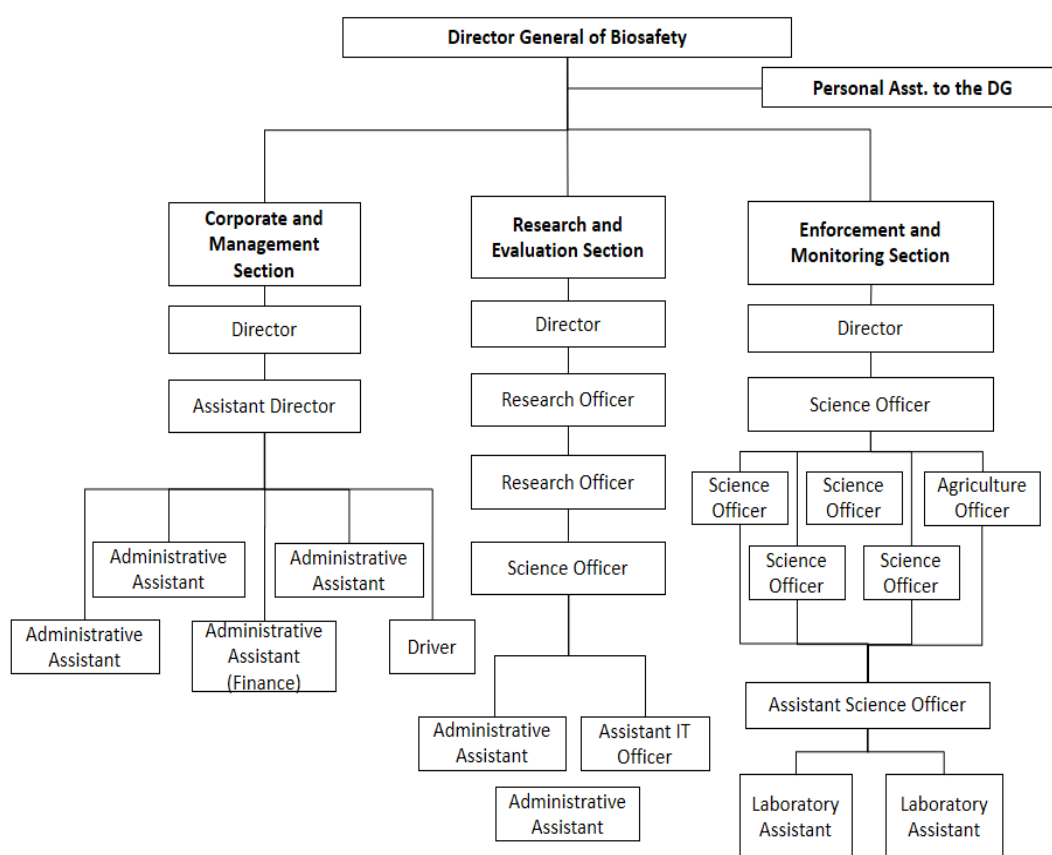 Director General of Biosafety
Personal Asst. to the DG
Corporate and
Management
Section
Director
Assistant Director
Administrative
Assistant
Administrative
Assistant
Administrative
Assistant
Administrative
Assistant
(Finance)
Driver
Research and
Evaluation Section
Director
Research Officer
Research Officer
Science Officer
Administrative
Assistant
Assistant IT
Officer
Administrative
Assistant
Enforcement and
Monitoring Section
Director
Science Officer
Science
Officer
Science
Officer
Agriculture
Officer
Science
Officer
Science
Officer
Assistant Science Officer
Laboratory
Assistant
Laboratory
Assistant